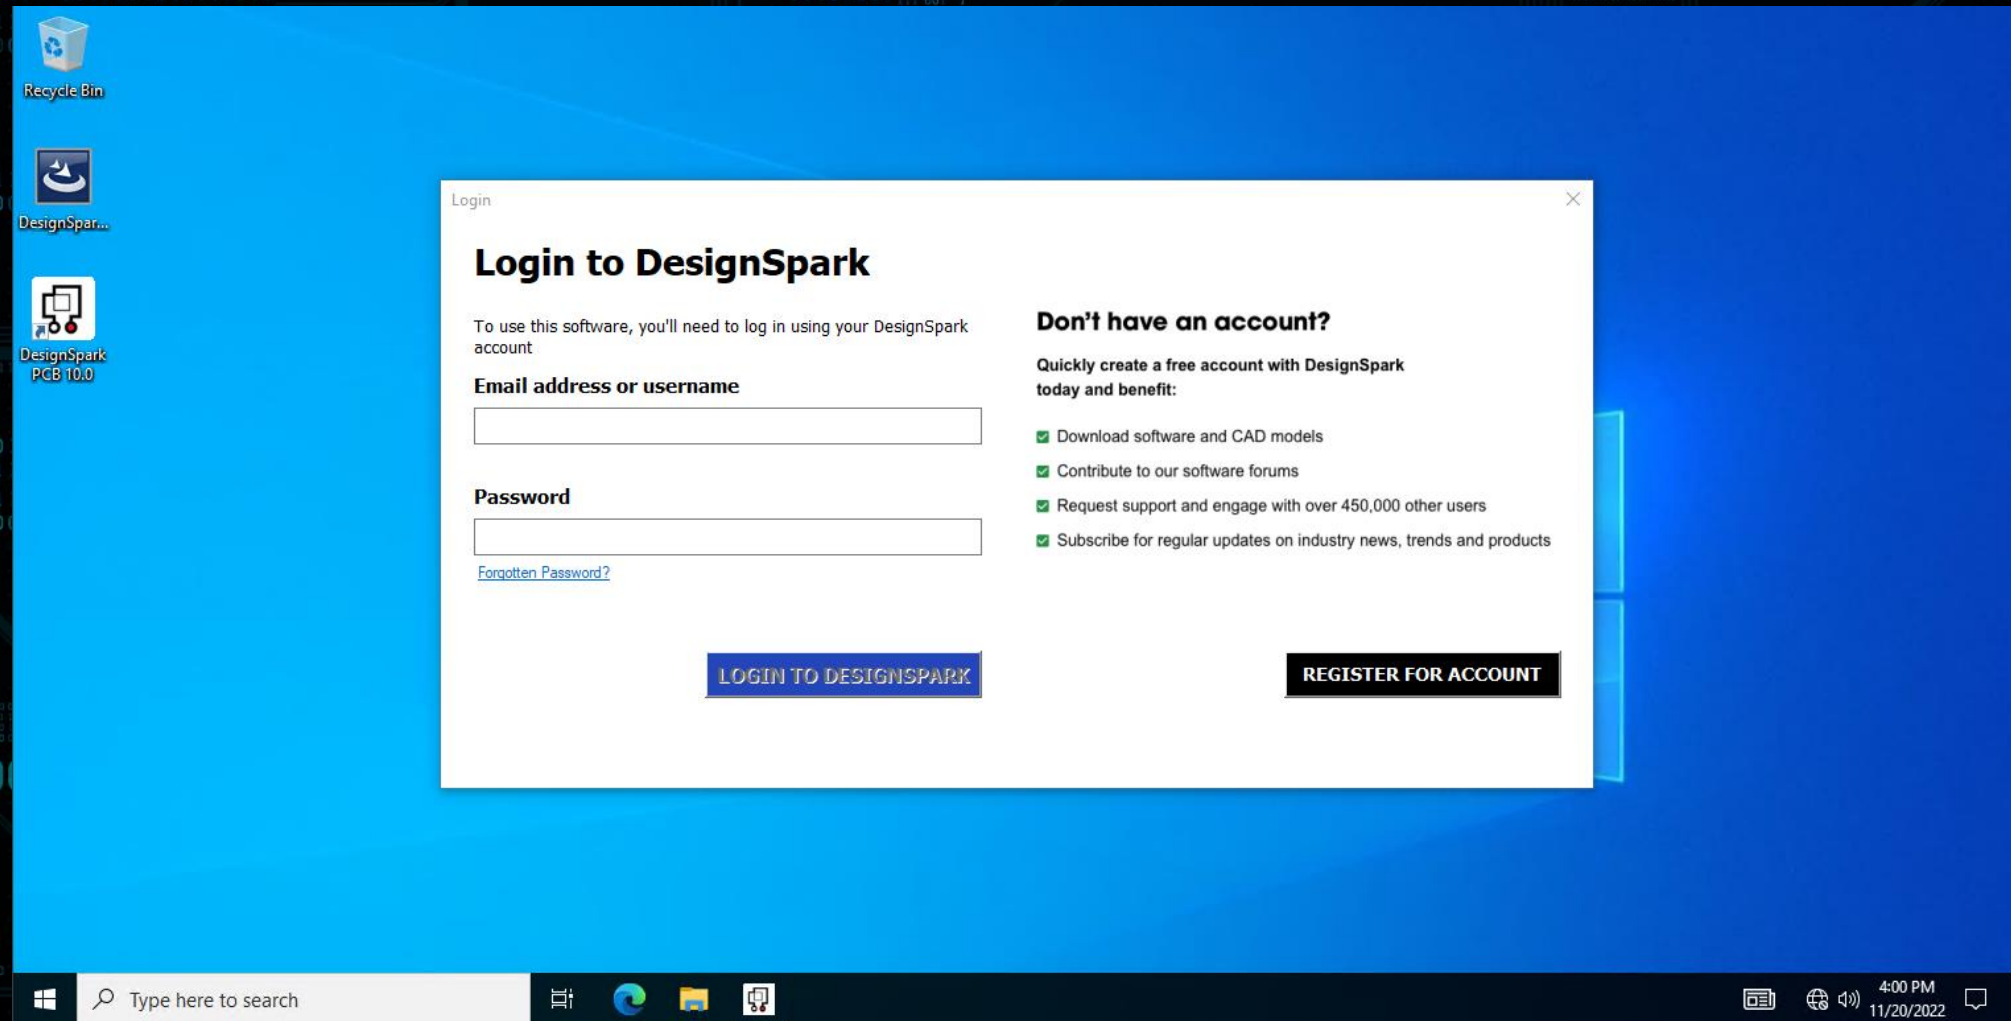 Recycle Bin
DesignSpar...
DesignSpark
PCB 10.0
Login
Login to DesignSpark
To use this software, you'll need to log in using your DesignSpark
account
Email address or username
Password
Forgotten Password?
LOGIN TO DESIGNSPARK
Don't have an account?
Quickly create a free account with DesignSpark
today and benefit:
Download software and CAD models
Contribute to our software forums
Request support and engage with over 450,000 other users
Subscribe for regular updates on industry news, trends and products
REGISTER FOR ACCOUNT
Type here to search
4:00 PM
11/20/2022